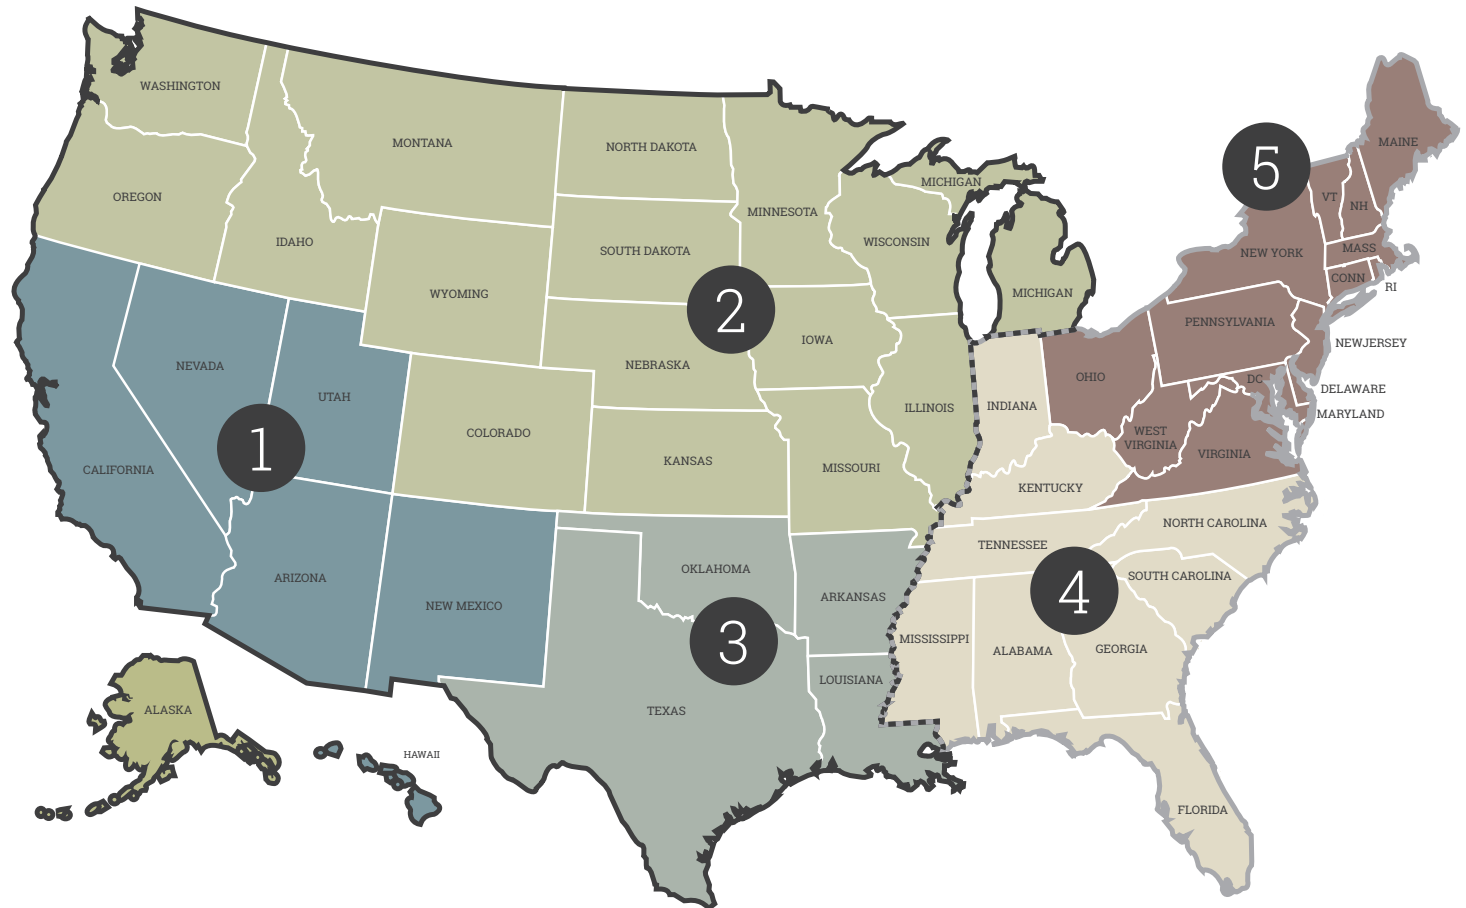 WASHINGTON
MONTANA
NORTH DAKOTA
MAINE
5
MICHIGAN
OREGON
VT
NH
MINNESOTA
IDAHO
SOUTH DAKOTA
WISCONSIN
MASS
NEW YORK
CONN
RI
WYOMING
MICHIGAN
2
PENNSYLVANIA
IOWA
NEWJERSEY
NEVADA
NEBRASKA
OHIO
DC
DELAWARE
UTAH
ILLINOIS
INDIANA
MARYLAND
COLORADO
WEST
VIRGINIA
1
KANSAS
VIRGINIA
CALIFORNIA
MISSOURI
KENTUCKY
NORTH CAROLINA
TENNESSEE
OKLAHOMA
ARIZONA
SOUTH CAROLINA
4
NEW MEXICO
ARKANSAS
3
MISSISSIPPI
ALABAMA
GEORGIA
LOUISIANA
ALASKA
TEXAS
HAWAII
FLORIDA